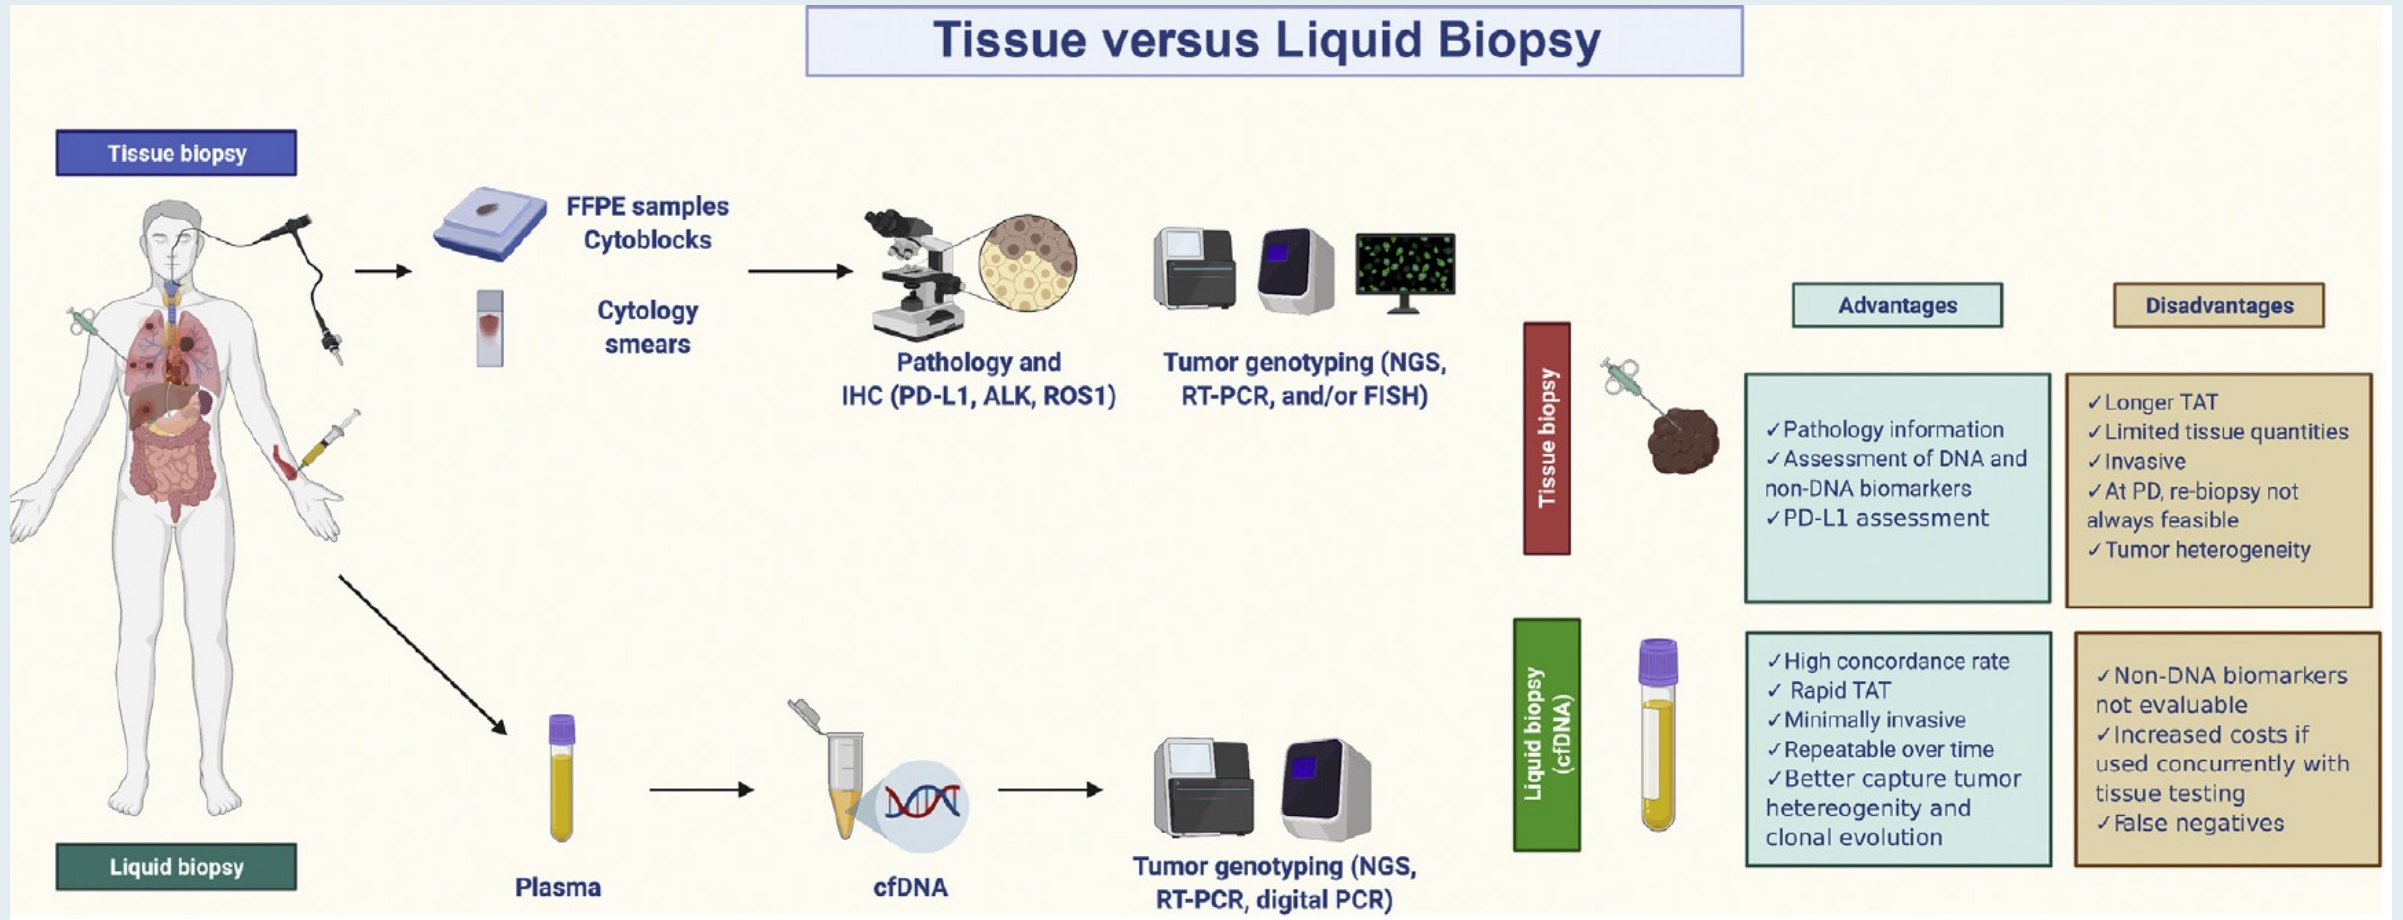 Tissue versus Liquid Biopsy
Tissue biopsy
FFPE samples
Cytoblocks
Cytology
smears
Pathology and
IHC (PD-L1, ALK, ROS1)
Tumor genotyping (NGS,
RT-PCR, and/or FISH)
Liquid biopsy
Plasma
cfDNA
Tumor genotyping (NGS,
RT-PCR, digital PCR)
Advantages
Disadvantages
Tissue biopsy
✓Pathology information
✓Assessment of DNA and
non-DNA biomarkers
✓PD-L1 assessment
✓Longer TAT
✓Limited tissue quantities
✓Invasive
✓At PD, re-biopsy not
always feasible
✓Tumor heterogeneity
Liquid biopsy
(cfDNA)
✓High concordance rate
✓ Rapid TAT
✓Minimally invasive
✓Repeatable over time
✓Better capture tumor
hetereogenity and
clonal evolution
✓Non-DNA biomarkers
not evaluable
✓Increased costs if
used concurrently with
tissue testing
✓False negatives